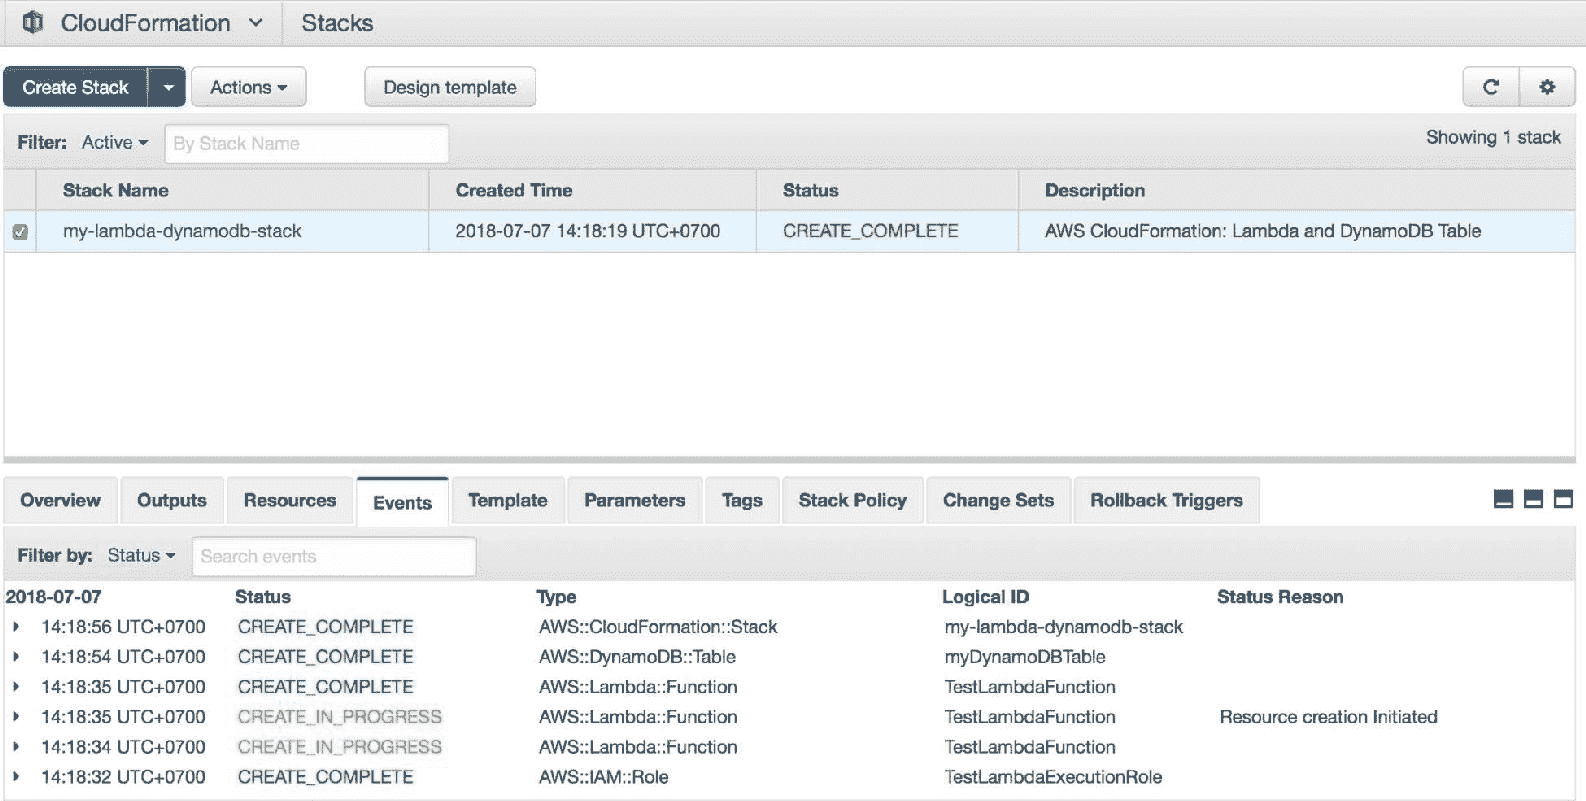 CloudFormation Stacks
Create Stack Actions Design template
Filter: Active By Stack Name Showing 1 stack
Stack Name Created Time Status Description
my-lambda-dynamodb-stack 2018-07-07 14:18:19 UTC+0700 CREATE_COMPLETE AWS CloudFormation: Lambda and DynamoDB Table
Overview Outputs Resources Events Template Parameters Tags Stack Policy Change Sets Rollback Triggers
Filter by: Status Search events
2018-07-07 Status Type Logical ID Status Reason
14:18:56 UTC+0700 CREATE_COMPLETE AWS::CloudFormation::Stack my-lambda-dynamodb-stack
14:18:54 UTC+0700 CREATE_COMPLETE AWS::DynamoDB::Table myDynamoDBTable
14:18:35 UTC+0700 CREATE_COMPLETE AWS::Lambda::Function TestLambdaFunction
14:18:35 UTC+0700 CREATE_IN_PROGRESS AWS::Lambda::Function TestLambdaFunction Resource creation Initiated
14:18:34 UTC+0700 CREATE_IN_PROGRESS AWS::Lambda::Function TestLambdaFunction
14:18:32 UTC+0700 CREATE_COMPLETE AWS::IAM::Role TestLambdaExecutionRole